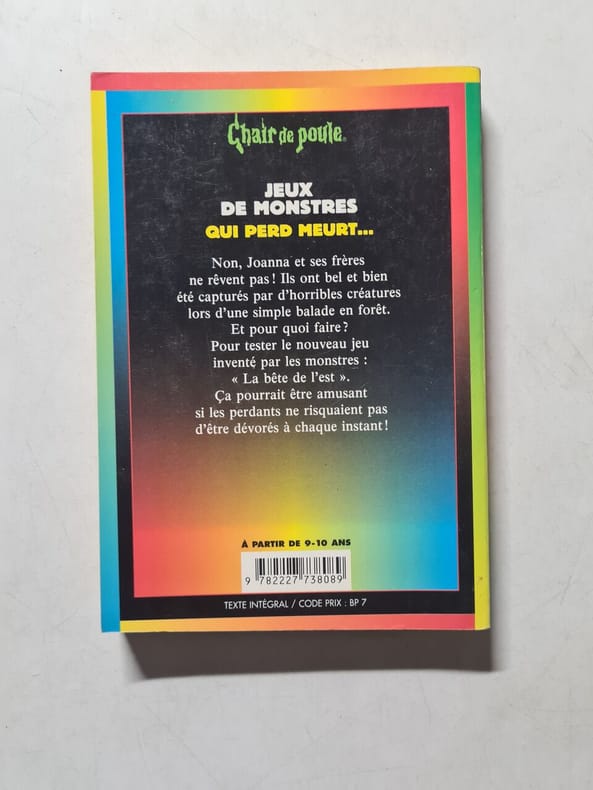 Chair de poule®
JEUX
DE MONSTRES
QUI PERD MEURT...
Non, Joanna et ses frères
ne rêvent pas ! Ils ont bel et bien
été capturés par d'horribles créatures
lors d'une simple balade en forêt.
Et pour quoi faire ?
Pour tester le nouveau jeu
inventé par les monstres :
« La bête de l'est ».
Ça pourrait être amusant
si les perdants ne risquaient pas
d'être dévorés à chaque instant !
À PARTIR DE 9-10 ANS
9 782227 738089
TEXTE INTÉGRAL / CODE PRIX : BP 7